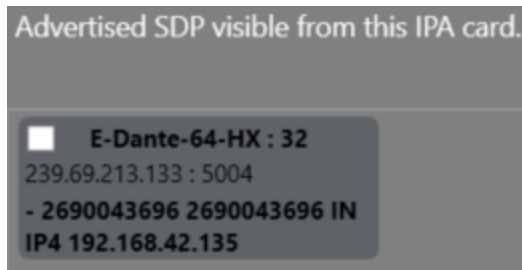 Advertised SDP visible from this IPA card.
E-Dante-64-HX : 32
239.69.213.133 : 5004
- 2690043696 2690043696 IN
IP4 192.168.42.135